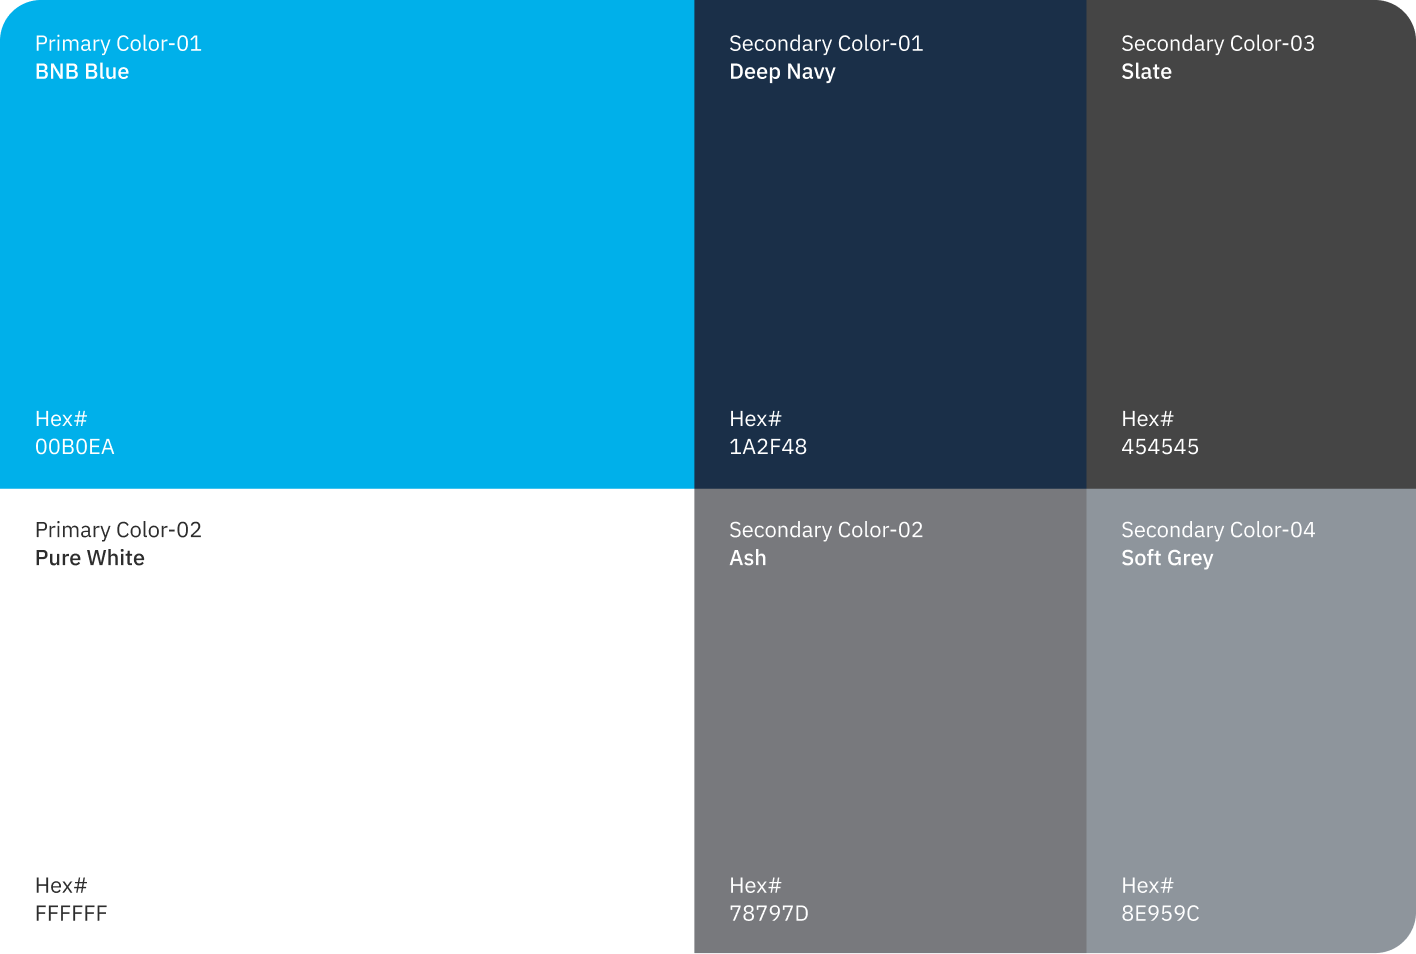 Primary Color-01
BNB Blue
Hex#
00B0EA
Secondary Color-01
Deep Navy
Hex#
1A2F48
Secondary Color-03
Slate
Hex#
454545
Primary Color-02
Pure White
Hex#
FFFFFF
Secondary Color-02
Ash
Hex#
78797D
Secondary Color-04
Soft Grey
Hex#
8E959C